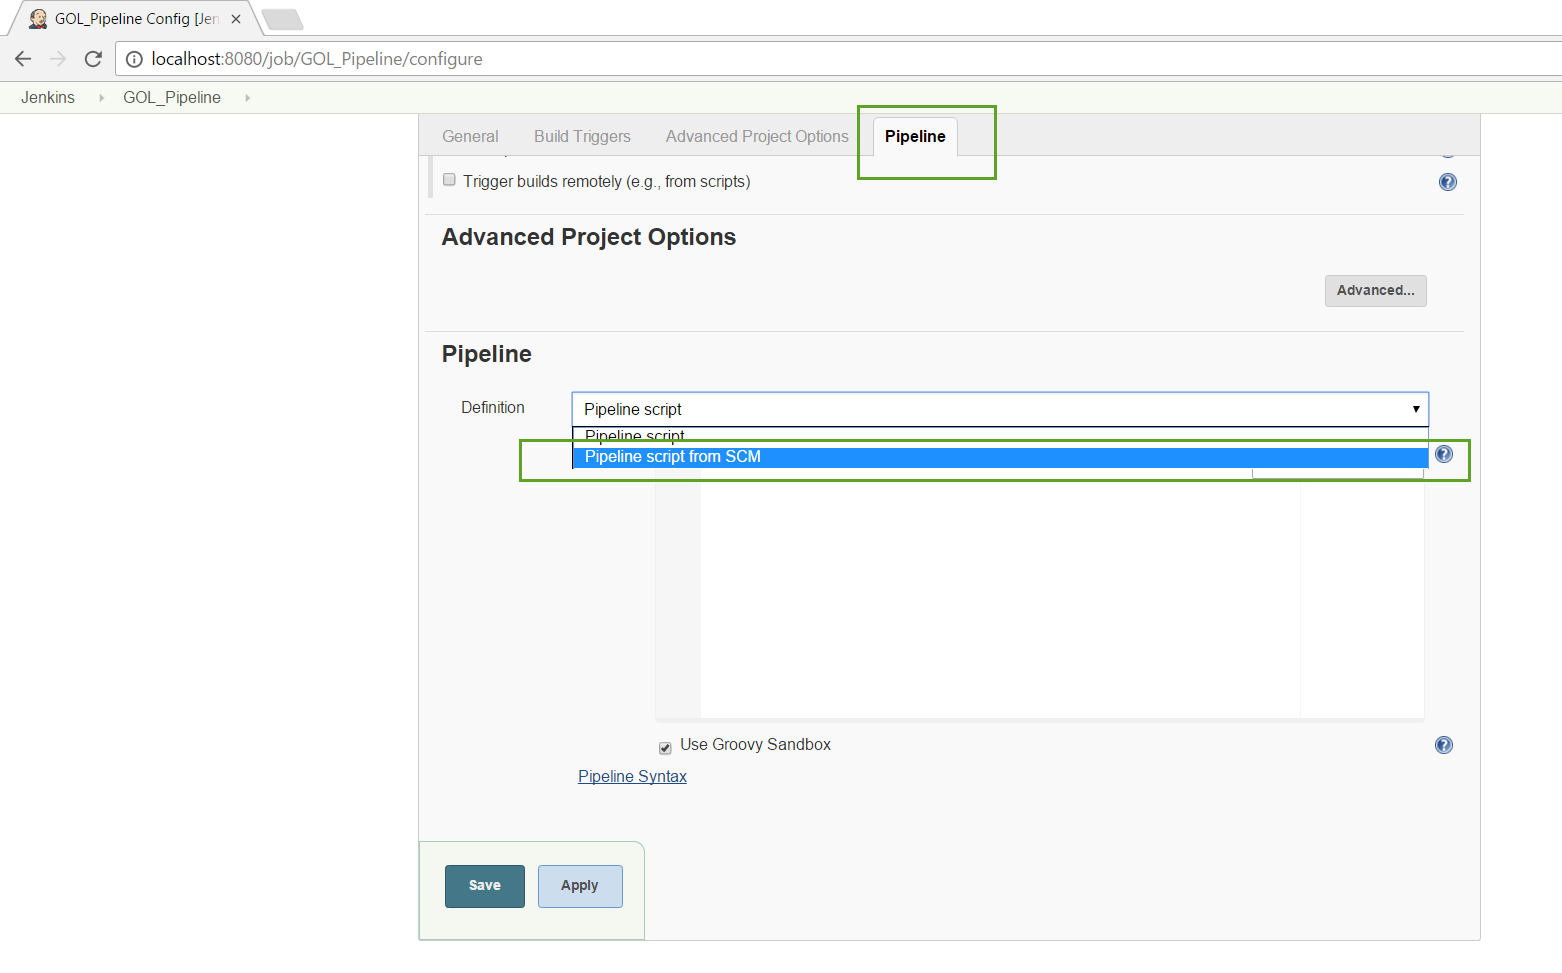 GOL_Pipeline Config [Jen
localhost:8080/job/GOL_Pipeline/configure
Jenkins GOL_Pipeline
General Build Triggers Advanced Project Options Pipeline
Trigger builds remotely (e.g., from scripts)
Advanced Project Options
Advanced...
Pipeline
Definition Pipeline script
Pipeline script
Pipeline script from SCM
Use Groovy Sandbox
Pipeline Syntax
Save Apply